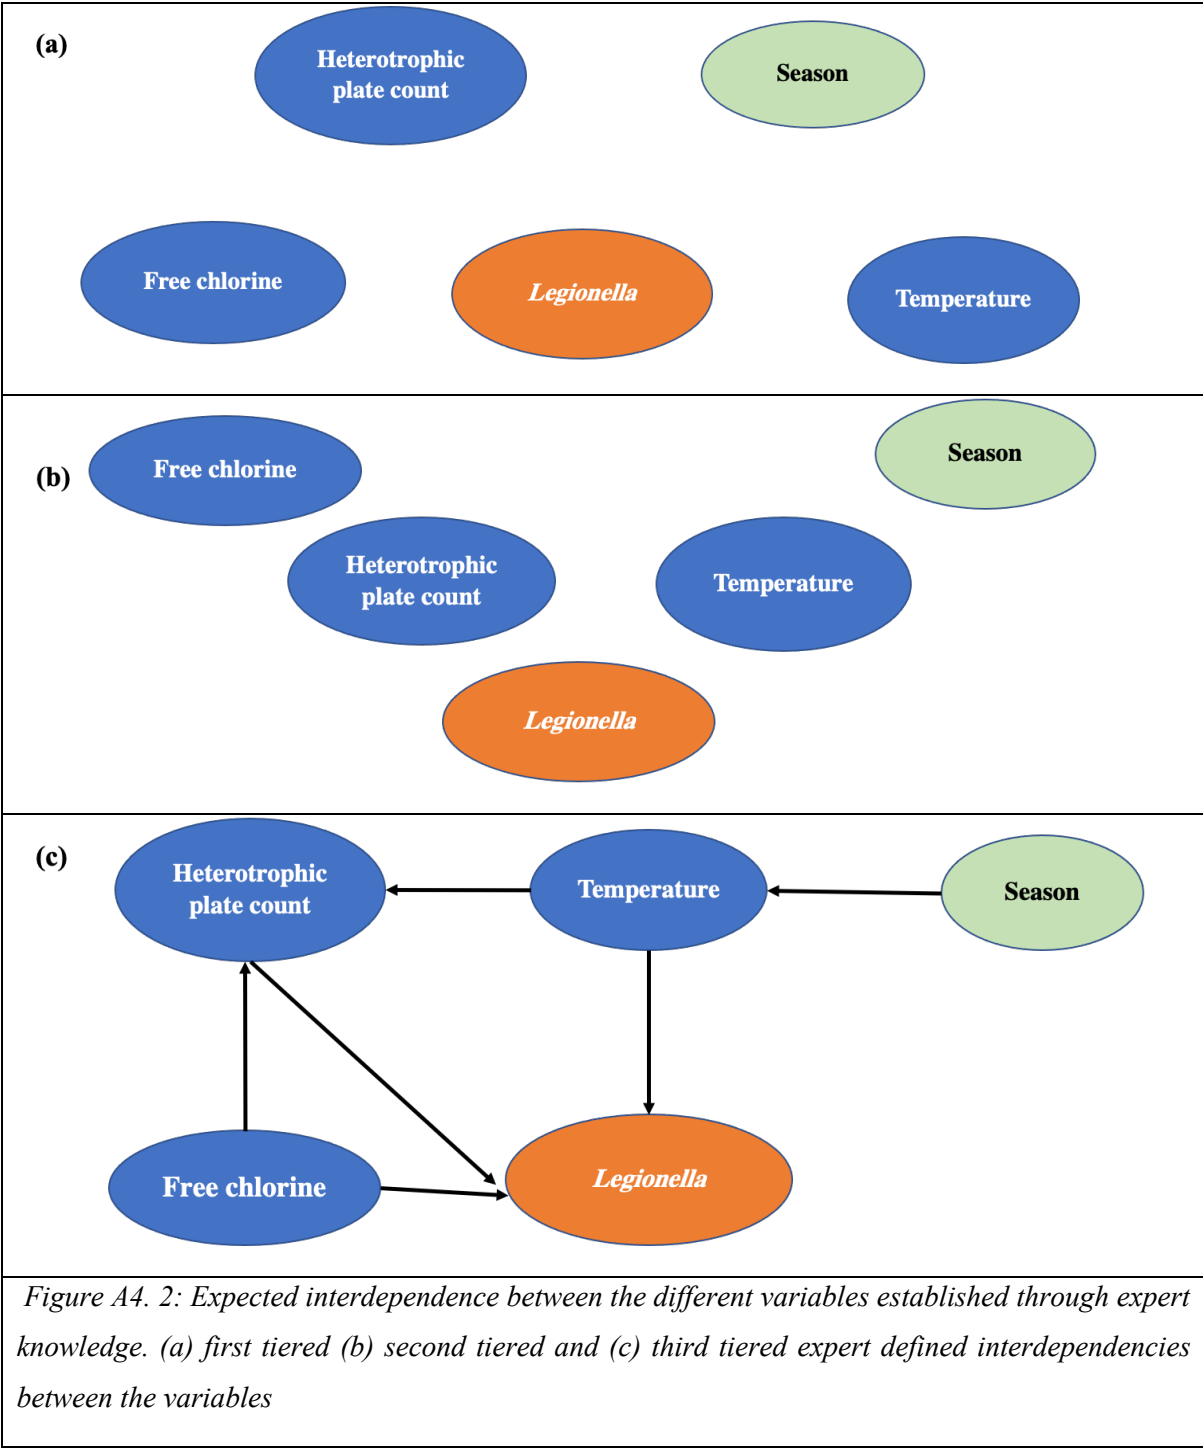 (a)
Heterotrophic
plate count
Season
Free chlorine
Legionella
Temperature
(b)
Free chlorine
Season
Heterotrophic
plate count
Temperature
Legionella
(c)
Heterotrophic
plate count
Temperature
Season
Free chlorine
Legionella
Figure A4. 2: Expected interdependence between the different variables established through expert
knowledge. (a) first tiered (b) second tiered and (c) third tiered expert defined interdependencies
between the variables